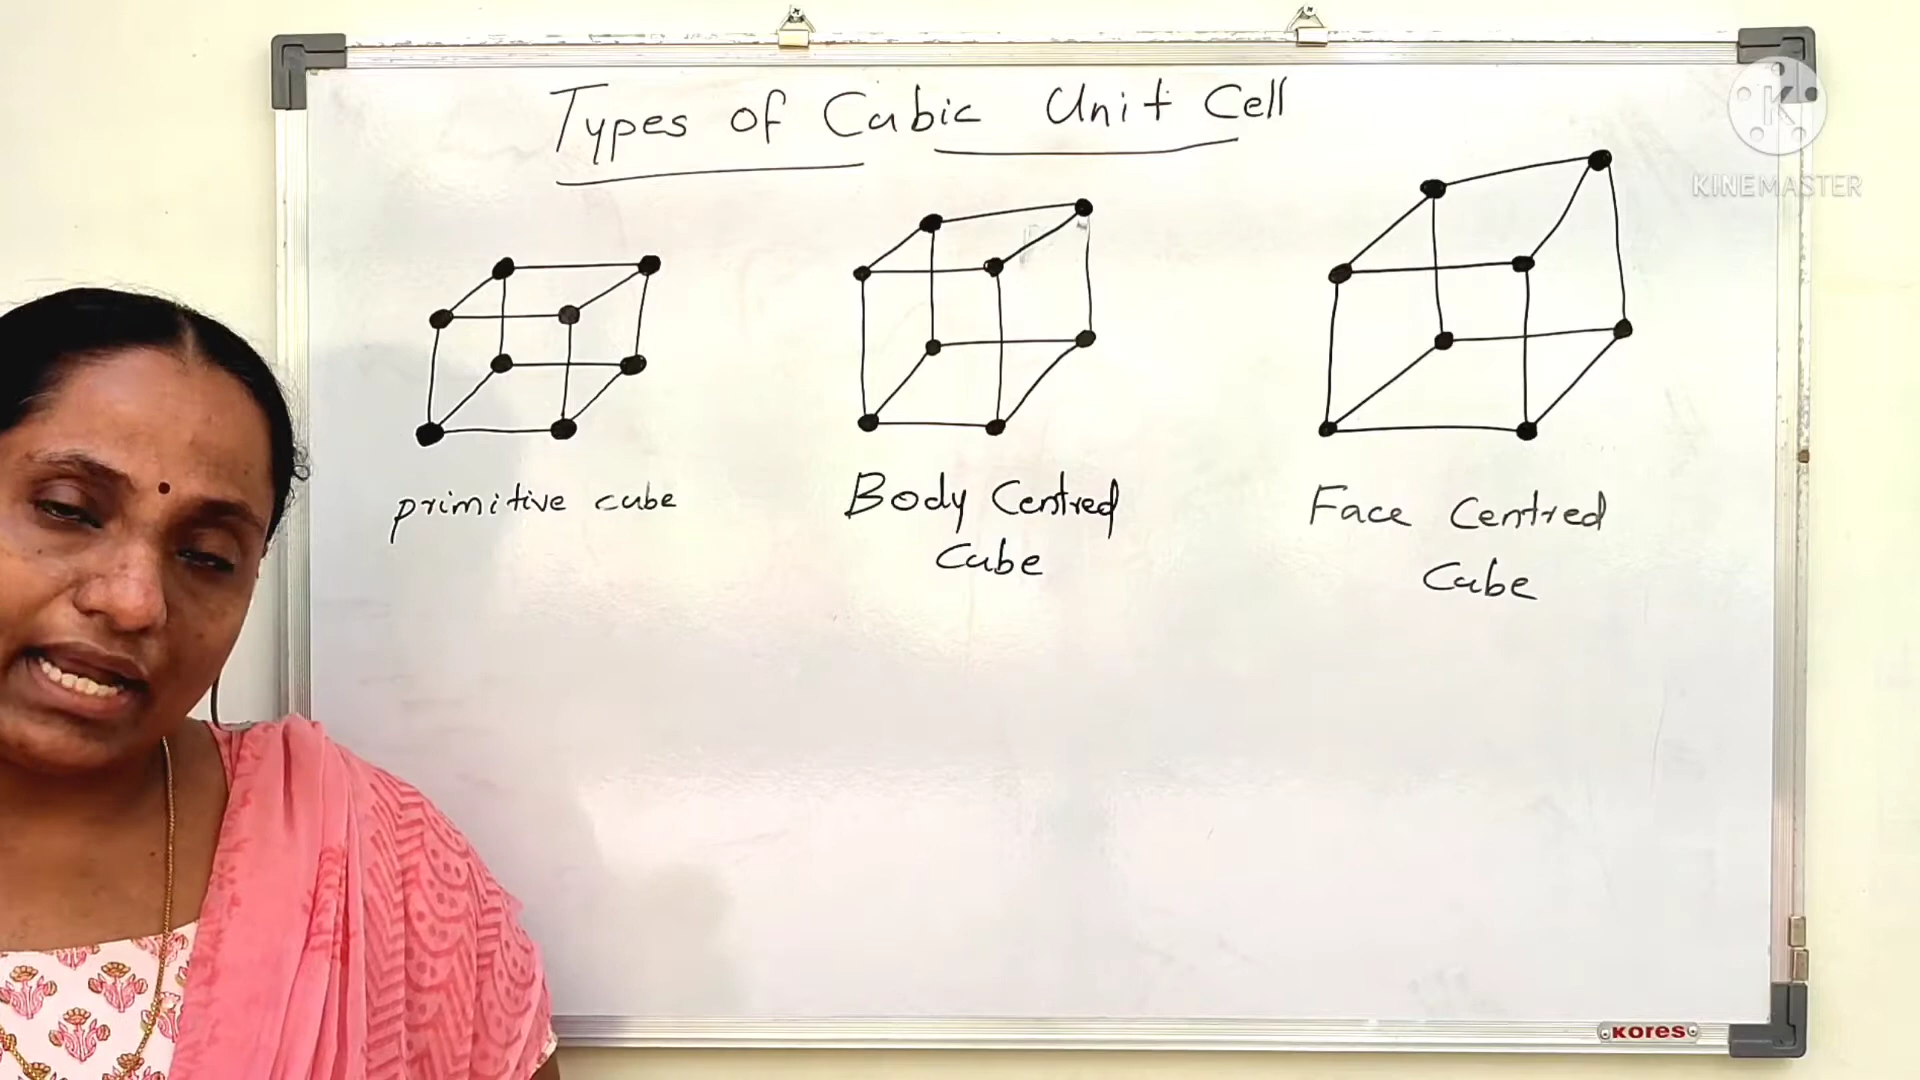 Types of Cubic Unit Cell
KINEMASTER
primitive cube
Body Centred
Cube
Face Centred
Cube
kores